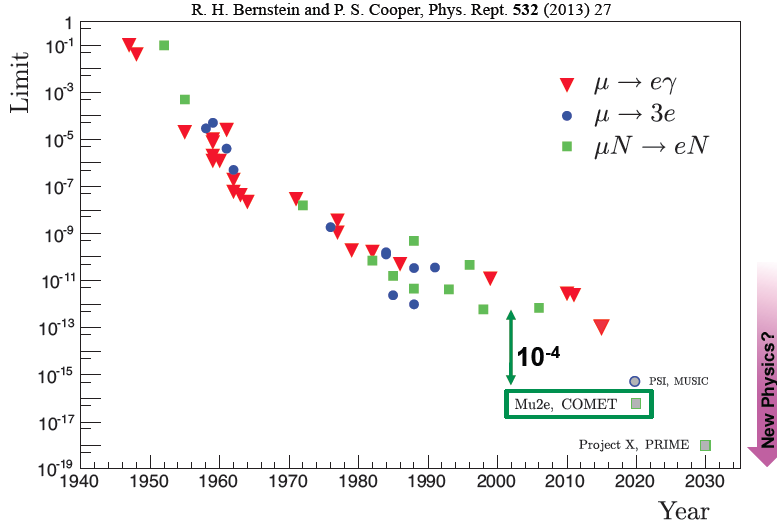 R. H. Bernstein and P. S. Cooper, Phys. Rept. 532 (2013) 27
Limit
1
10⁻¹
10⁻³
10⁻⁵
10⁻⁷
10⁻⁹
10⁻¹¹
10⁻¹³
10⁻¹⁵
10⁻¹⁷
10⁻¹⁹
μ → eγ
μ → 3e
μN → eN
10⁻⁴
PSI, MUSIC
Mu2e, COMET
Project X, PRIME
New Physics?
1940 1950 1960 1970 1980 1990 2000 2010 2020 2030
Year